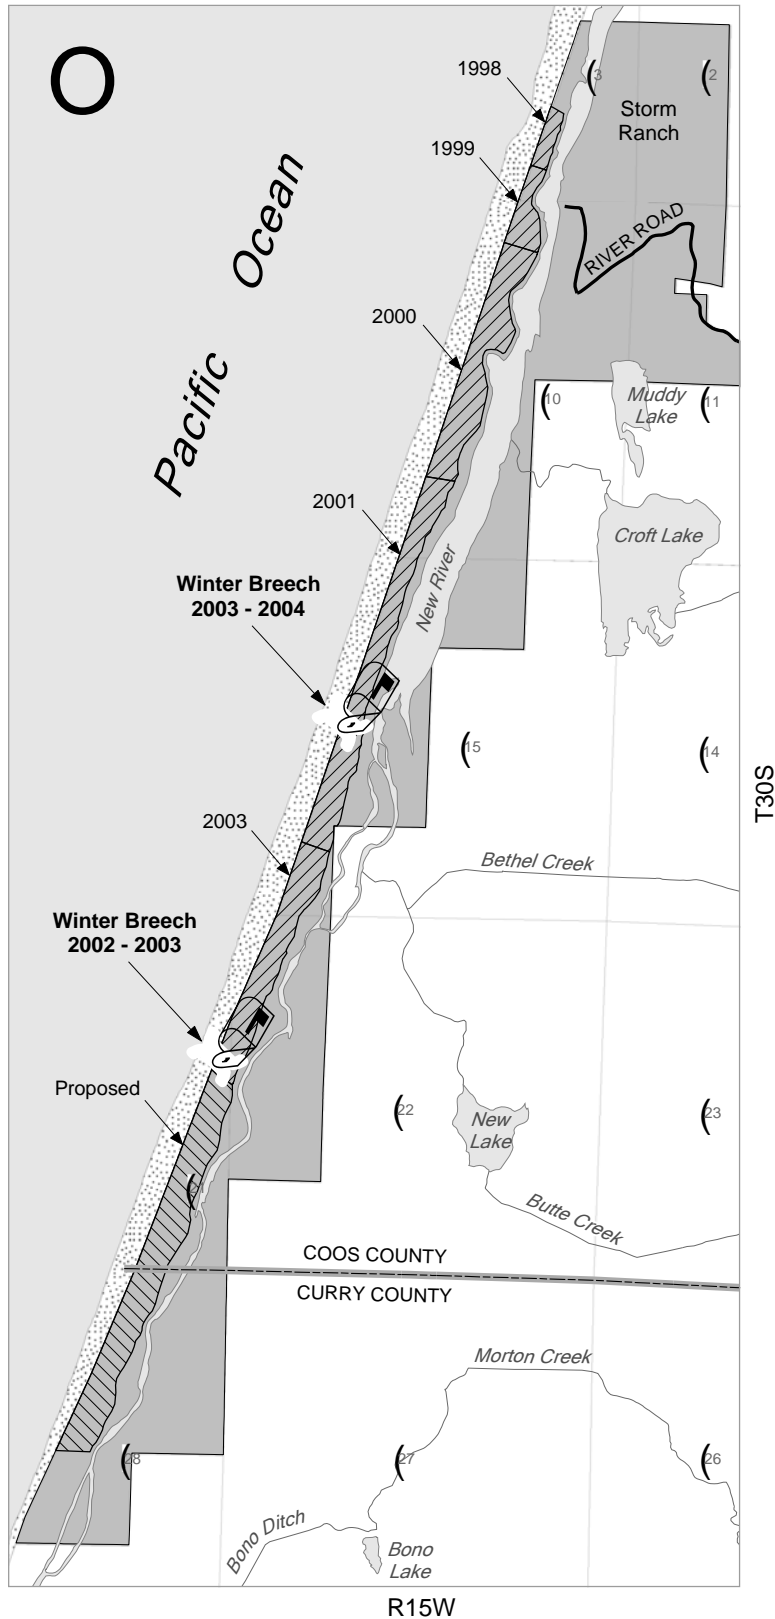 O
1998
3
2
Storm
Ranch
1999
Pacific Ocean
RIVER ROAD
2000
10
Muddy
Lake
11
2001
Croft Lake
New River
Winter Breech
2003 - 2004
15
14
T30S
2003
Bethel Creek
Winter Breech
2002 - 2003
Proposed
22
New
Lake
23
21
Butte Creek
COOS COUNTY
CURRY COUNTY
Morton Creek
28
27
26
Bono Ditch
Bono
Lake
R15W